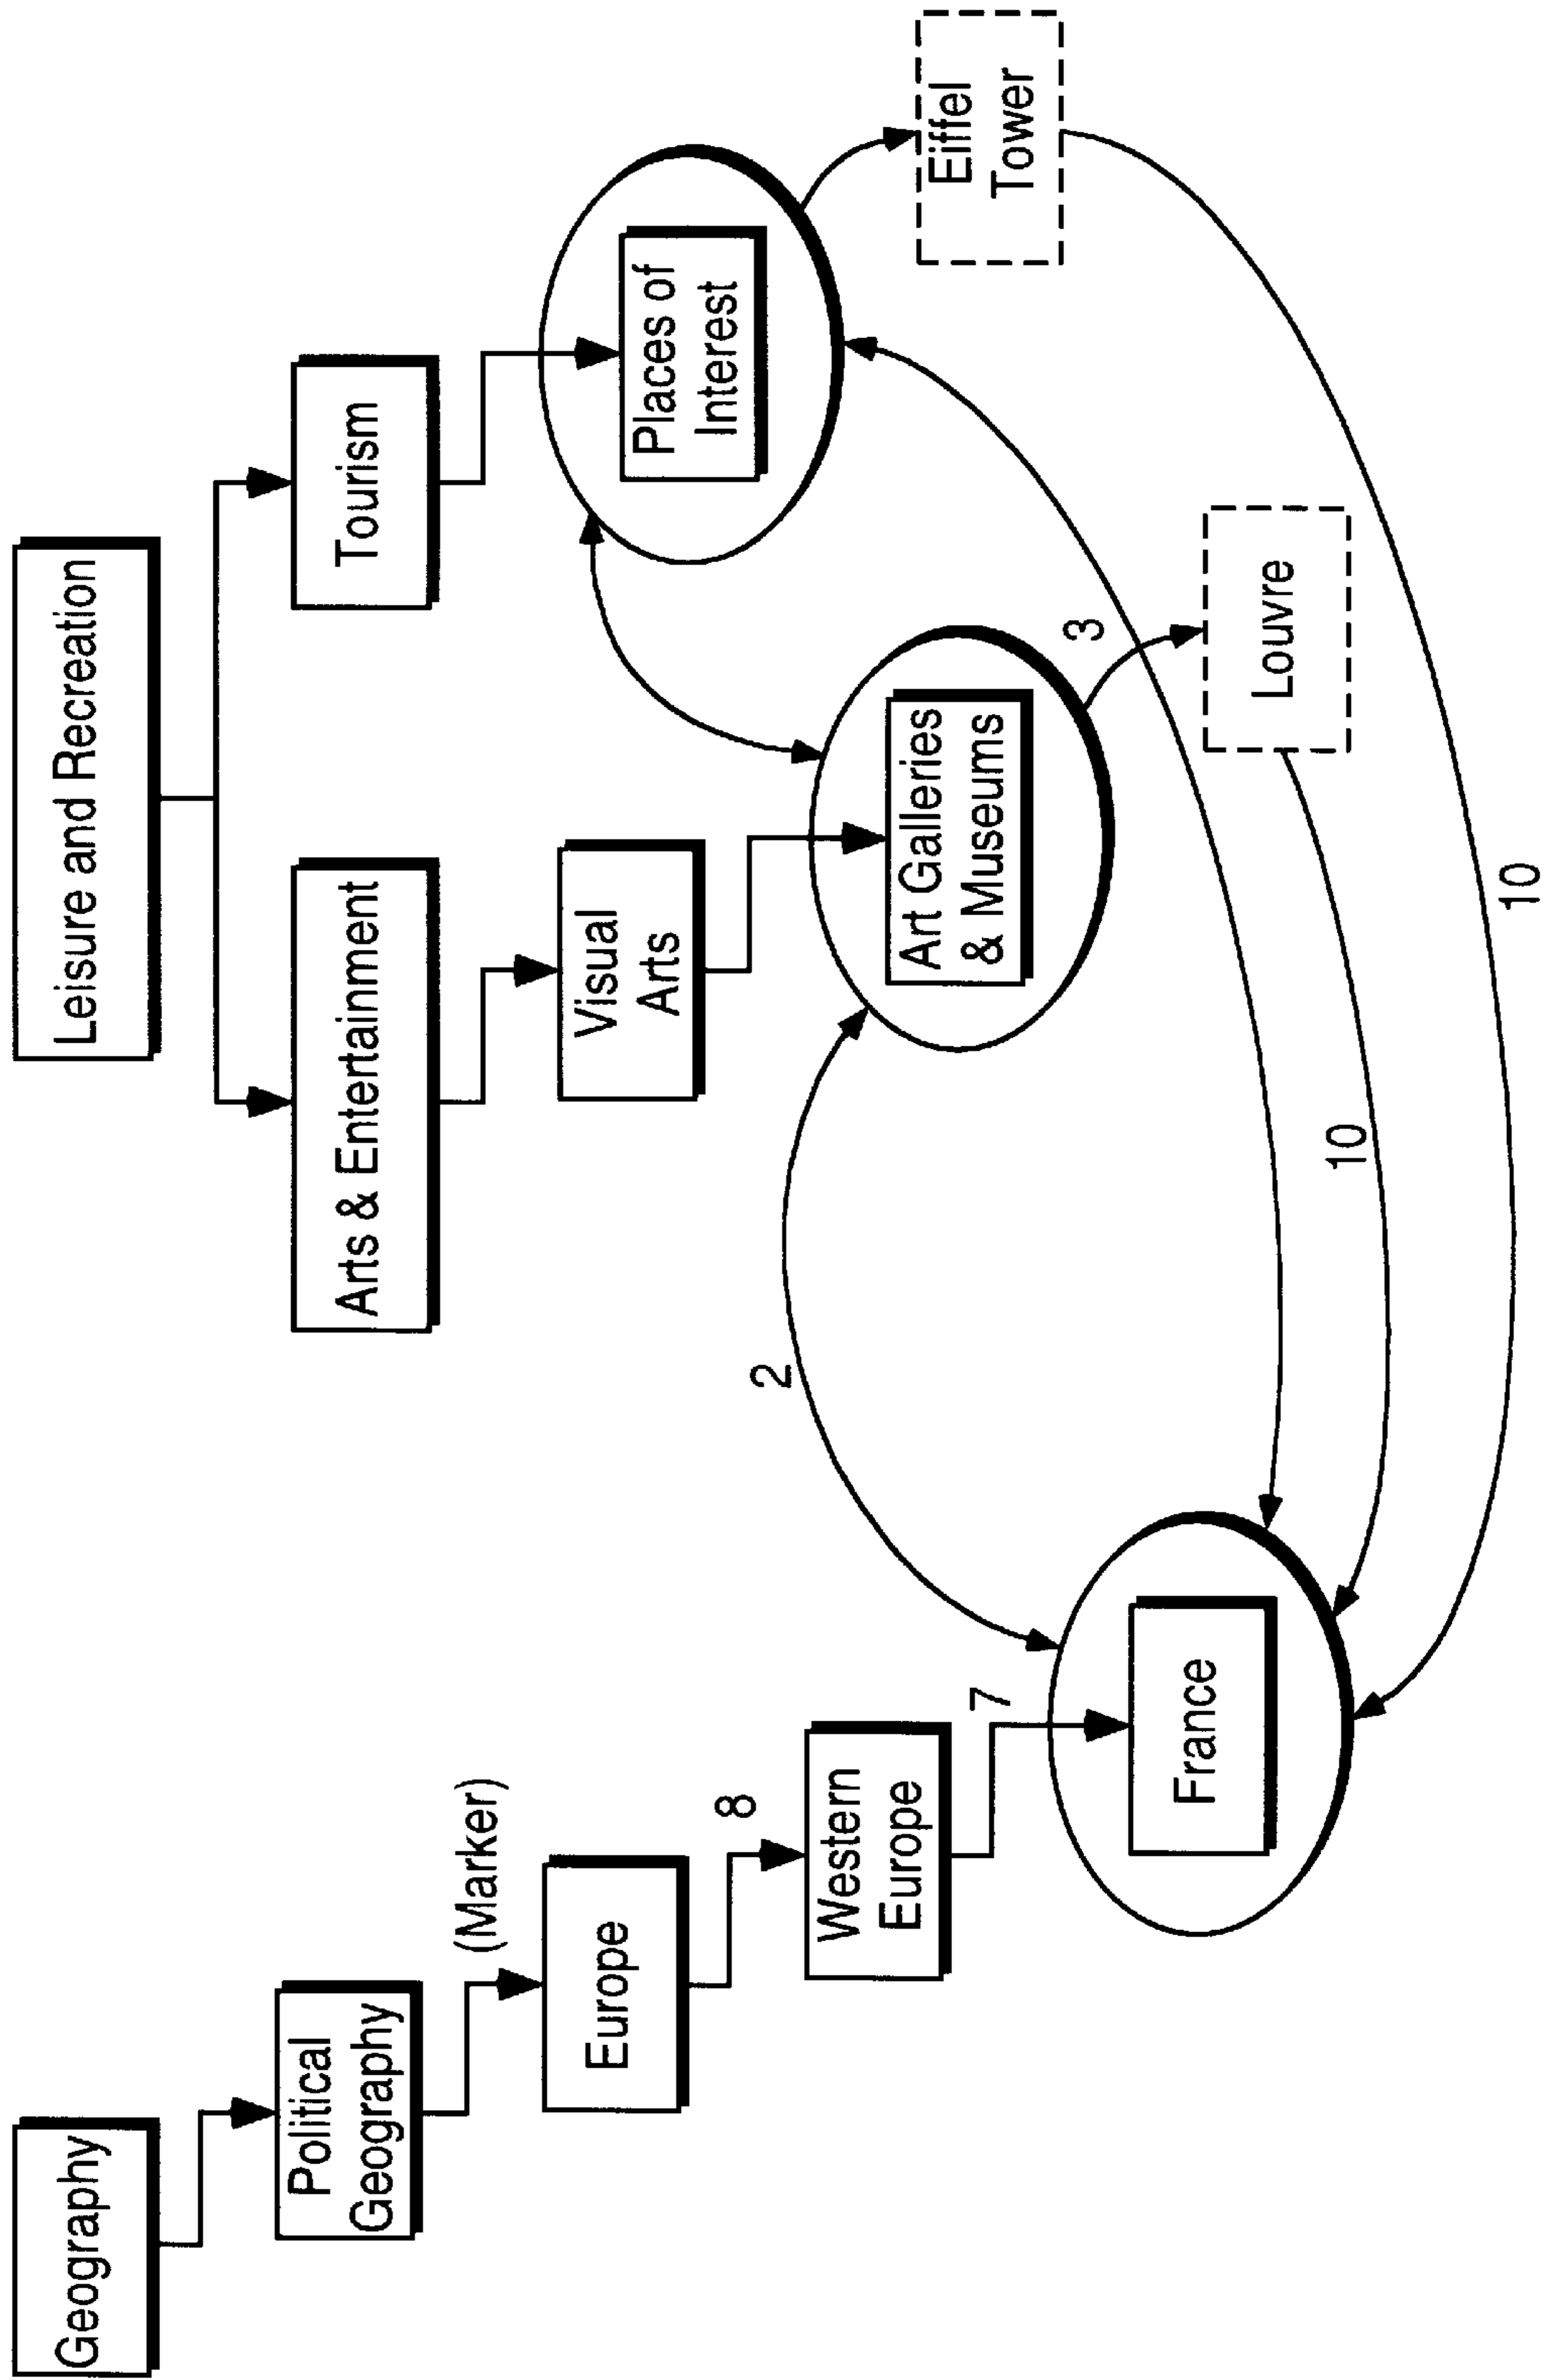 Geography
Political
Geography
(Marker)
Europe
8
Western
Europe
7
France
Leisure and Recreation
Arts & Entertainment
Tourism
Visual
Arts
Art Galleries
& Museums
Places of
Interest
2
3
Eiffel
Tower
Louvre
10
10